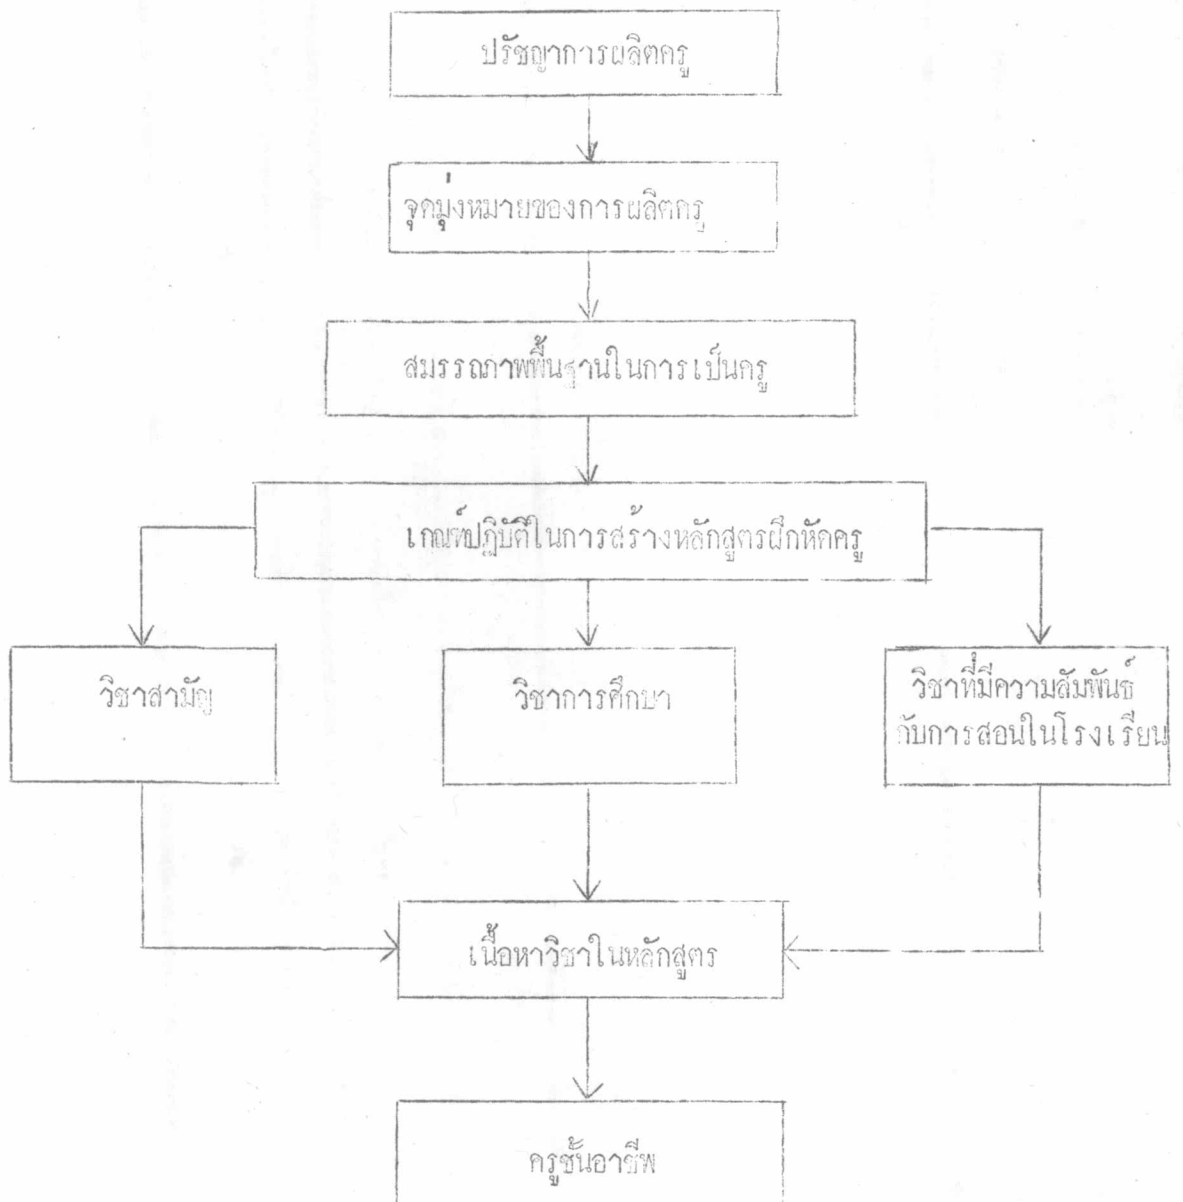 ปรัชญาการผลิตครู
จุดมุ่งหมายของการผลิตครู
สมรรถภาพพื้นฐานในการเป็นครู
เกณฑ์ปฏิบัติในการสร้างหลักสูตรฝึกหัดครู
วิชาสามัญ
วิชาการศึกษา
วิชาที่มีความสัมพันธ์
กับการสอนในโรงเรียน
เนื้อหาวิชาในหลักสูตร
ครูชั้นอาชีพ